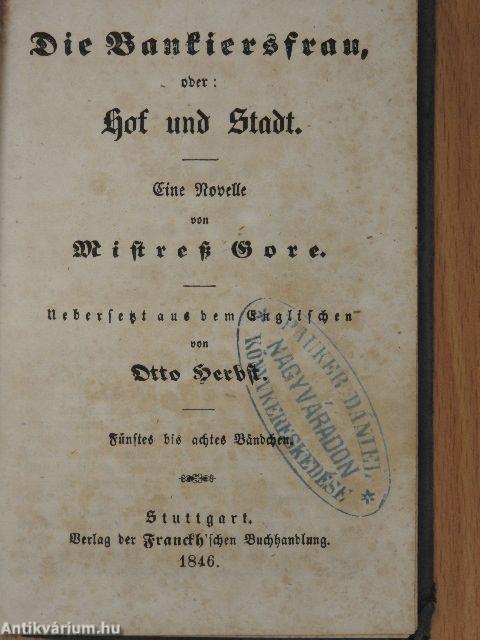 Die Bankiersfrau,
oder:
Hof und Stadt.
Eine Novelle
von
Mistreß Gore.
Uebersetzt aus dem Englischen
von
Otto Herbst.
Fünftes bis achtes Bändchen.
Stuttgart.
Verlag der Franckh'schen Buchhandlung.
1846.
* PAUKER DÁNIEL *
NAGYVÁRADON
KÖNYVKERESKEDÉSE
Antikvárium.hu